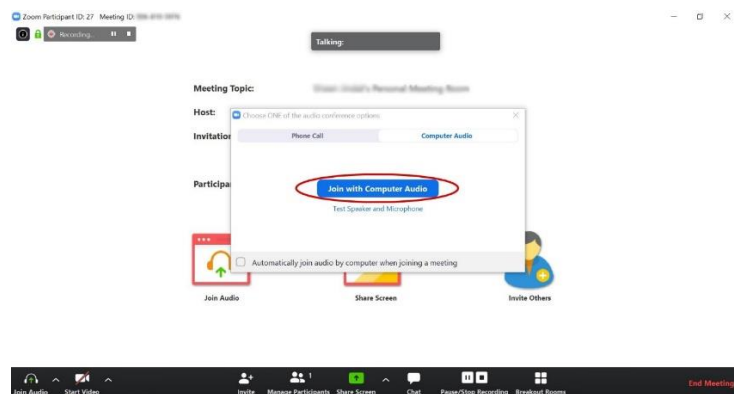 Zoom Participant ID: 27 Meeting ID:
Recording...
Talking:
Meeting Topic:
Host:
Choose ONE of the audio conference options
Invitation
Phone Call
Computer Audio
Participa
Join with Computer Audio
Test Speaker and Microphone
Automatically join audio by computer when joining a meeting
Join Audio
Share Screen
Invite Others
Join Audio
Start Video
Invite
1
Manage Participants
Share Screen
Chat
Pause/Stop Recording
Breakout Rooms
End Meeting